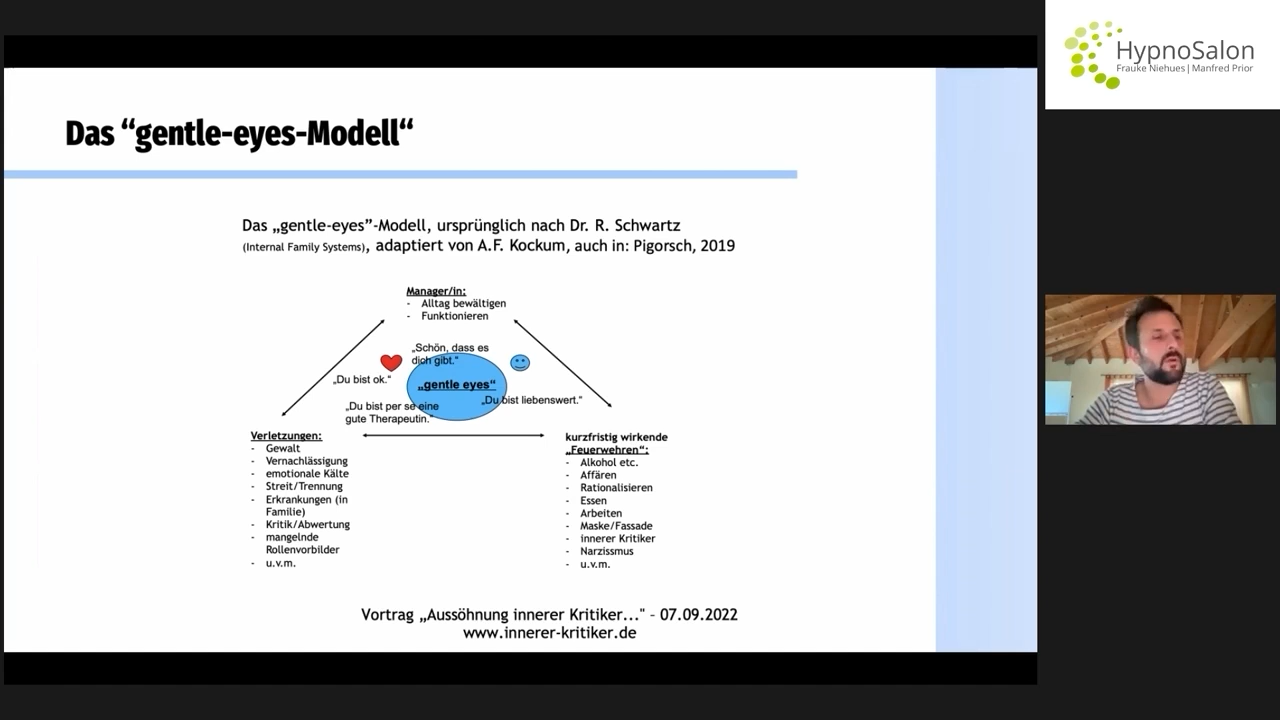 HypnoSalon
Frauke Niehues | Manfred Prior
Das “gentle-eyes-Modell“
Das „gentle-eyes”-Modell, ursprünglich nach Dr. R. Schwartz
(Internal Family Systems), adaptiert von A.F. Kockum, auch in: Pigorsch, 2019
Manager/in:
- Alltag bewältigen
- Funktionieren
„Schön, dass es
dich gibt.“
„Du bist ok.“
„gentle eyes“
„Du bist liebenswert.“
„Du bist per se eine
gute Therapeutin.“
Verletzungen:
- Gewalt
- Vernachlässigung
- emotionale Kälte
- Streit/Trennung
- Erkrankungen (in
Familie)
- Kritik/Abwertung
- mangelnde
Rollenvorbilder
- u.v.m.
kurzfristig wirkende
„Feuerwehren“:
- Alkohol etc.
- Affären
- Rationalisieren
- Essen
- Arbeiten
- Maske/Fassade
- innerer Kritiker
- Narzissmus
- u.v.m.
Vortrag „Aussöhnung innerer Kritiker..." – 07.09.2022
www.innerer-kritiker.de